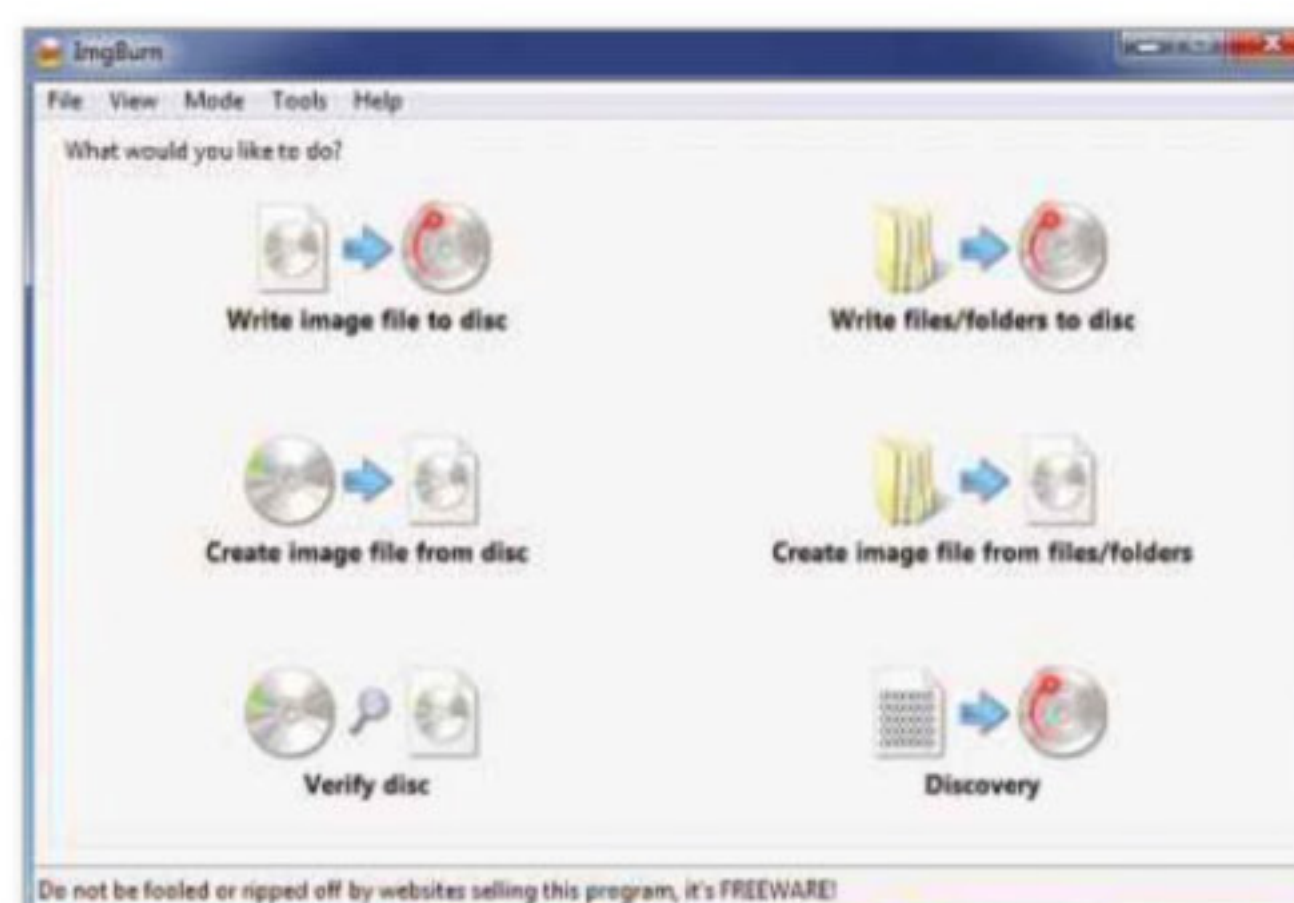 ImgBurn
File View Mode Tools Help
What would you like to do?
Write image file to disc
Write files/folders to disc
Create image file from disc
Create image file from files/folders
Verify disc
Discovery
Do not be fooled or ripped off by websites selling this program, it's FREEWARE!